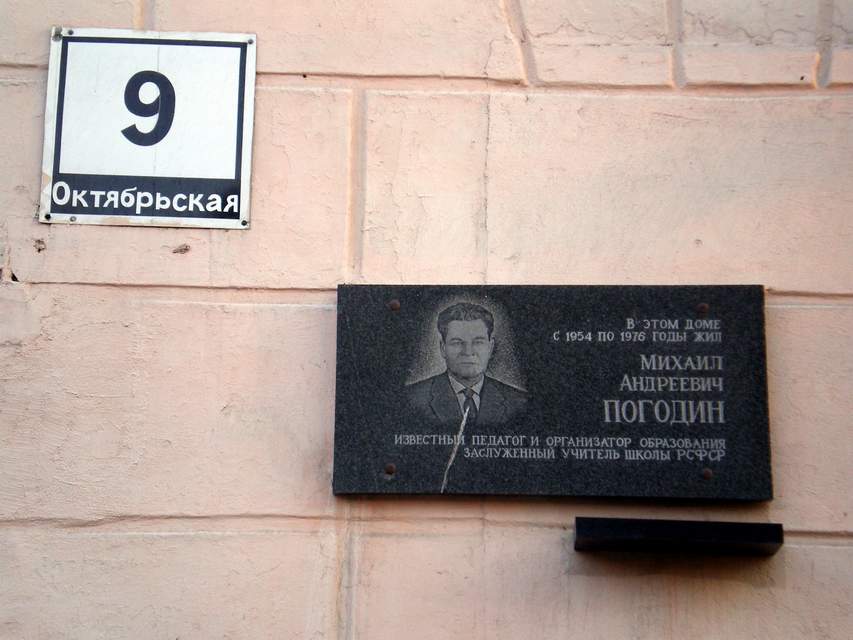 9
Октябрьская
В ЭТОМ ДОМЕ
С 1954 ПО 1976 ГОДЫ ЖИЛ
МИХАИЛ
АНДРЕЕВИЧ
ПОГОДИН
ИЗВЕСТНЫЙ ПЕДАГОГ И ОРГАНИЗАТОР ОБРАЗОВАНИЯ
ЗАСЛУЖЕННЫЙ УЧИТЕЛЬ ШКОЛЫ РСФСР